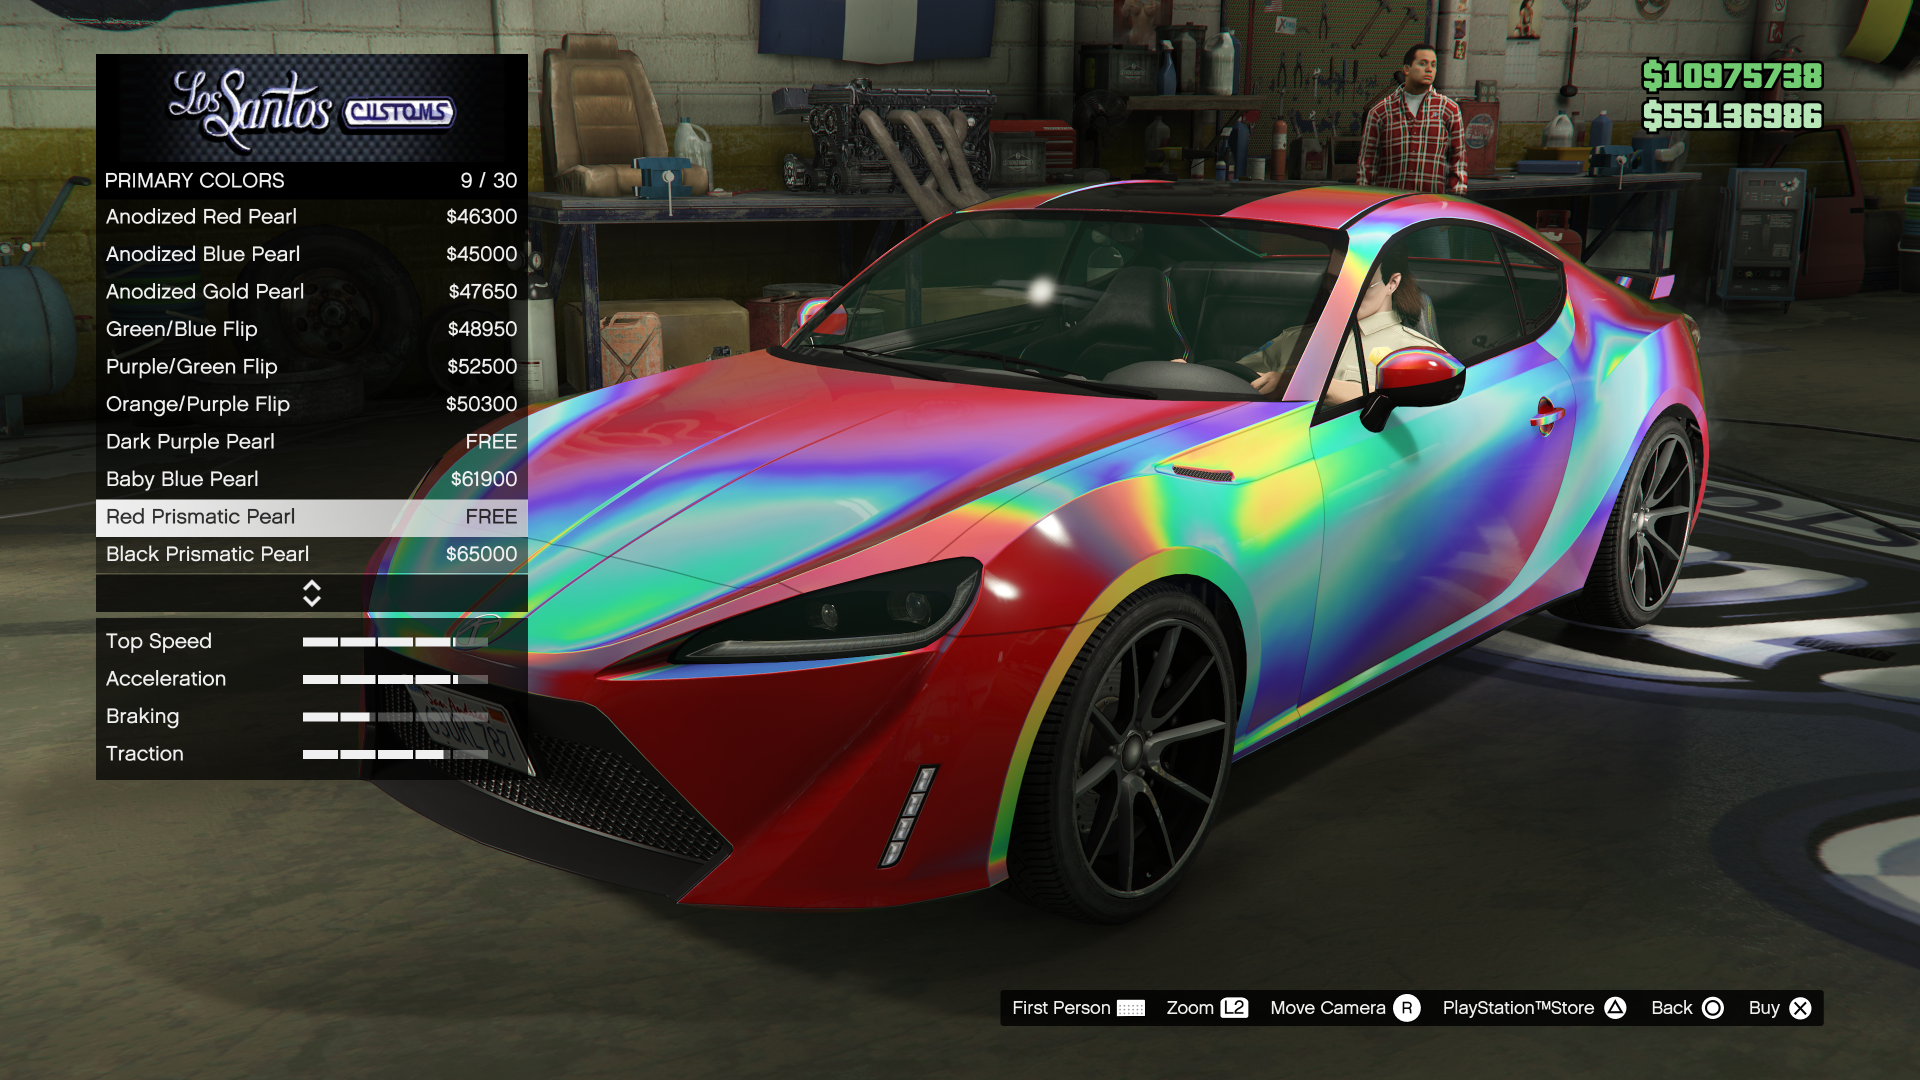 Los Santos CUSTOMS
PRIMARY COLORS 9 / 30
Anodized Red Pearl $46300
Anodized Blue Pearl $45000
Anodized Gold Pearl $47650
Green/Blue Flip $48950
Purple/Green Flip $52500
Orange/Purple Flip $50300
Dark Purple Pearl FREE
Baby Blue Pearl $61900
Red Prismatic Pearl FREE
Black Prismatic Pearl $65000
Top Speed
Acceleration
Braking
Traction
$10975738
$55136986
First Person Zoom L2 Move Camera R PlayStation™Store Back Buy